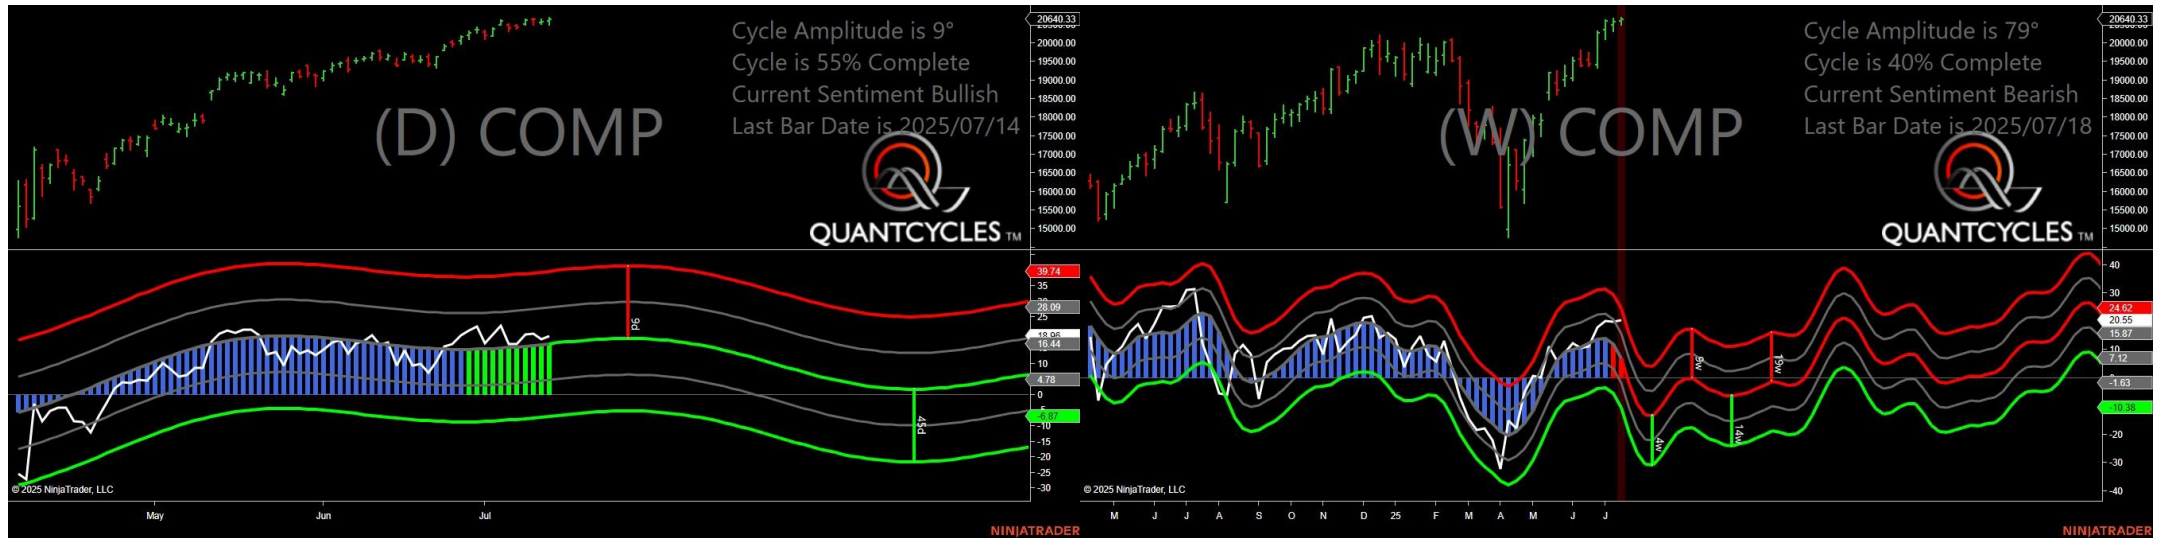 Cycle Amplitude is 9°
Cycle is 55% Complete
Current Sentiment Bullish
Last Bar Date is 2025/07/14
(D) COMP
QUANTCYCLES TM
20640.33
20000.00
19500.00
19000.00
18500.00
18000.00
17500.00
17000.00
16500.00
16000.00
15500.00
15000.00
39.74
35
28.09
25
18.96
16.44
10
4.78
0
-6.87
-10
-15
-20
-25
-30
9d
45d
© 2025 NinjaTrader, LLC
May Jun Jul
NINJATRADER
Cycle Amplitude is 79°
Cycle is 40% Complete
Current Sentiment Bearish
Last Bar Date is 2025/07/18
(W) COMP
QUANTCYCLES TM
20640.33
20000.00
19500.00
19000.00
18500.00
18000.00
17500.00
17000.00
16500.00
16000.00
15500.00
15000.00
40
30
24.62
20.55
15.87
10
7.12
-1.63
-10.38
-20
-30
-40
4w
9w
14w
19w
© 2025 NinjaTrader, LLC
M J J A S O N D 25 F M A M J J
NINJATRADER